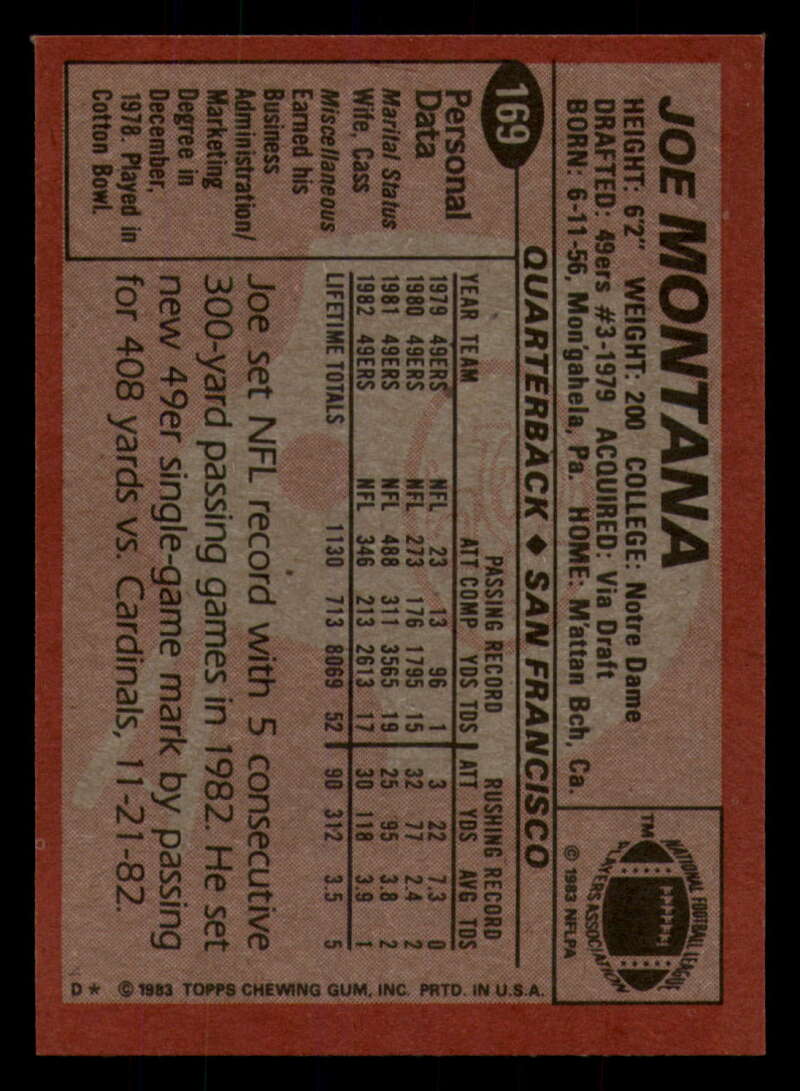 JOE MONTANA
HEIGHT: 6'2" WEIGHT: 200 COLLEGE: Notre Dame
DRAFTED: 49ers #3-1979 ACQUIRED: Via Draft
BORN: 6-11-56, Mon'gahela, Pa. HOME: M'attan Bch, Ca.
NATIONAL FOOTBALL LEAGUE
PLAYERS ASSOCIATION
TM
© 1983 NFLPA
169
QUARTERBACK ◆ SAN FRANCISCO
Personal
Data
Marital Status
Wife, Cass
Miscellaneous
Earned his
Business
Administration/
Marketing
Degree in
December,
1978. Played in
Cotton Bowl.
PASSING RECORD RUSHING RECORD
YEAR TEAM ATT COMP YDS TDS ATT YDS AVG TDS
1979 49ERS NFL 23 13 96 1 3 22 7.3 0
1980 49ERS NFL 273 176 1795 15 32 77 2.4 2
1981 49ERS NFL 488 311 3565 19 25 95 3.8 2
1982 49ERS NFL 346 213 2613 17 30 118 3.9 1
LIFETIME TOTALS 1130 713 8069 52 90 312 3.5 5
Joe set NFL record with 5 consecutive
300-yard passing games in 1982. He set
new 49er single-game mark by passing
for 408 yards vs. Cardinals, 11-21-82.
D* © 1983 TOPPS CHEWING GUM, INC. PRTD. IN U.S.A.